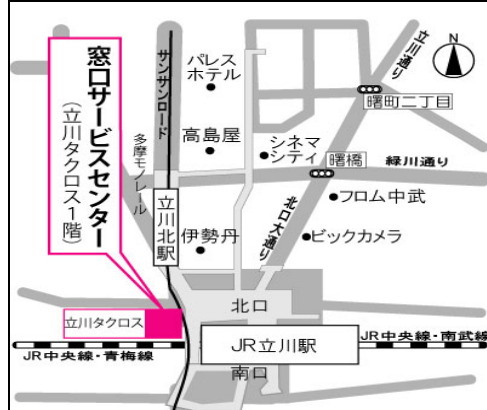 窓口サービスセンター
（立川タクロス1階）
サンサンロード
多摩モノレール
パレス
ホテル
高島屋
シネマ
シティ
立川通り
N
曙町二丁目
曙橋
緑川通り
フロム中武
北口大通り
ビックカメラ
立川北駅
伊勢丹
北口
立川タクロス
JR立川駅
JR中央線・青梅線
JR中央線・南武線
南口